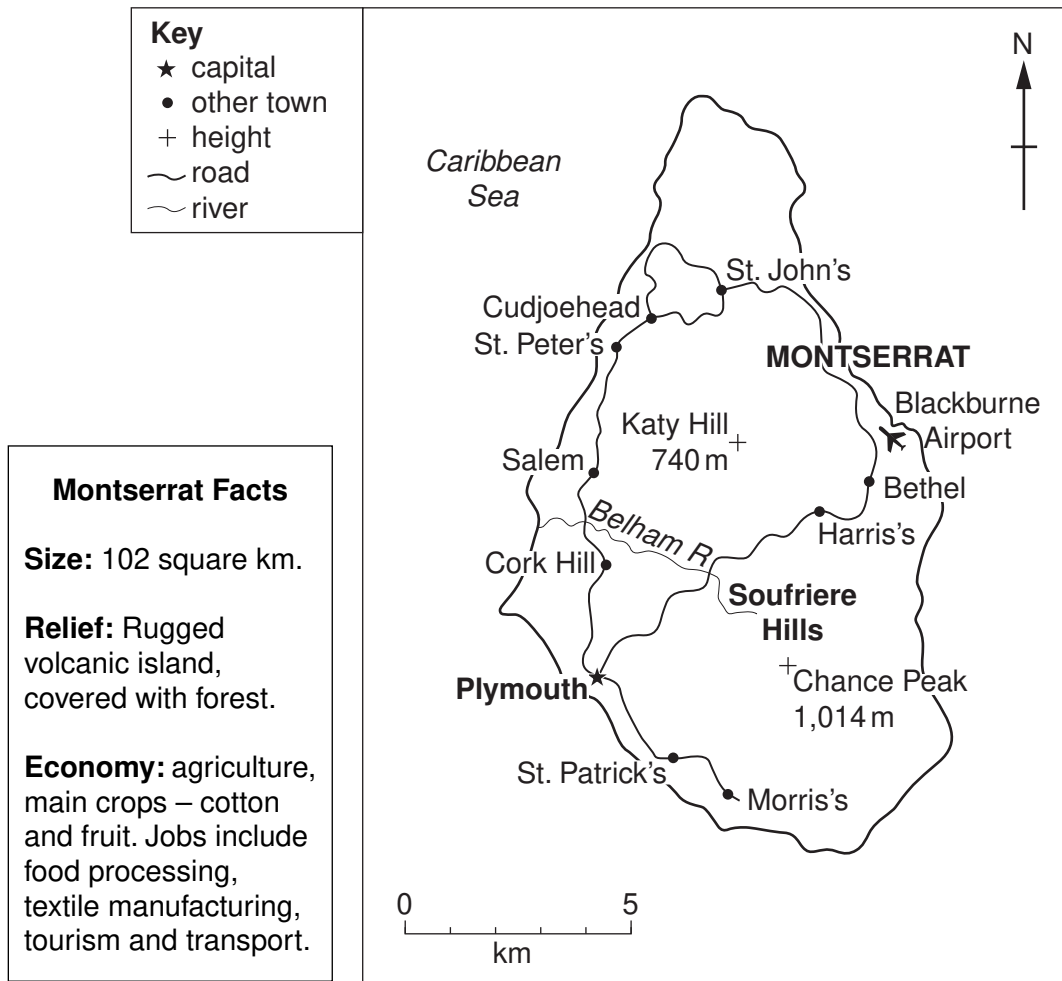 Key
capital
other town
height
road
river
N
Caribbean
Sea
St. John’s
Cudjoehead
St. Peter’s
MONTSERRAT
Blackburne
Airport
Katy Hill
740 m
Salem
Bethel
Belham R.
Harris’s
Cork Hill
Soufriere
Hills
Plymouth
Chance Peak
1,014 m
St. Patrick’s
Morris’s
0 5
km
Montserrat Facts
Size: 102 square km.
Relief: Rugged
volcanic island,
covered with forest.
Economy: agriculture,
main crops – cotton
and fruit. Jobs include
food processing,
textile manufacturing,
tourism and transport.